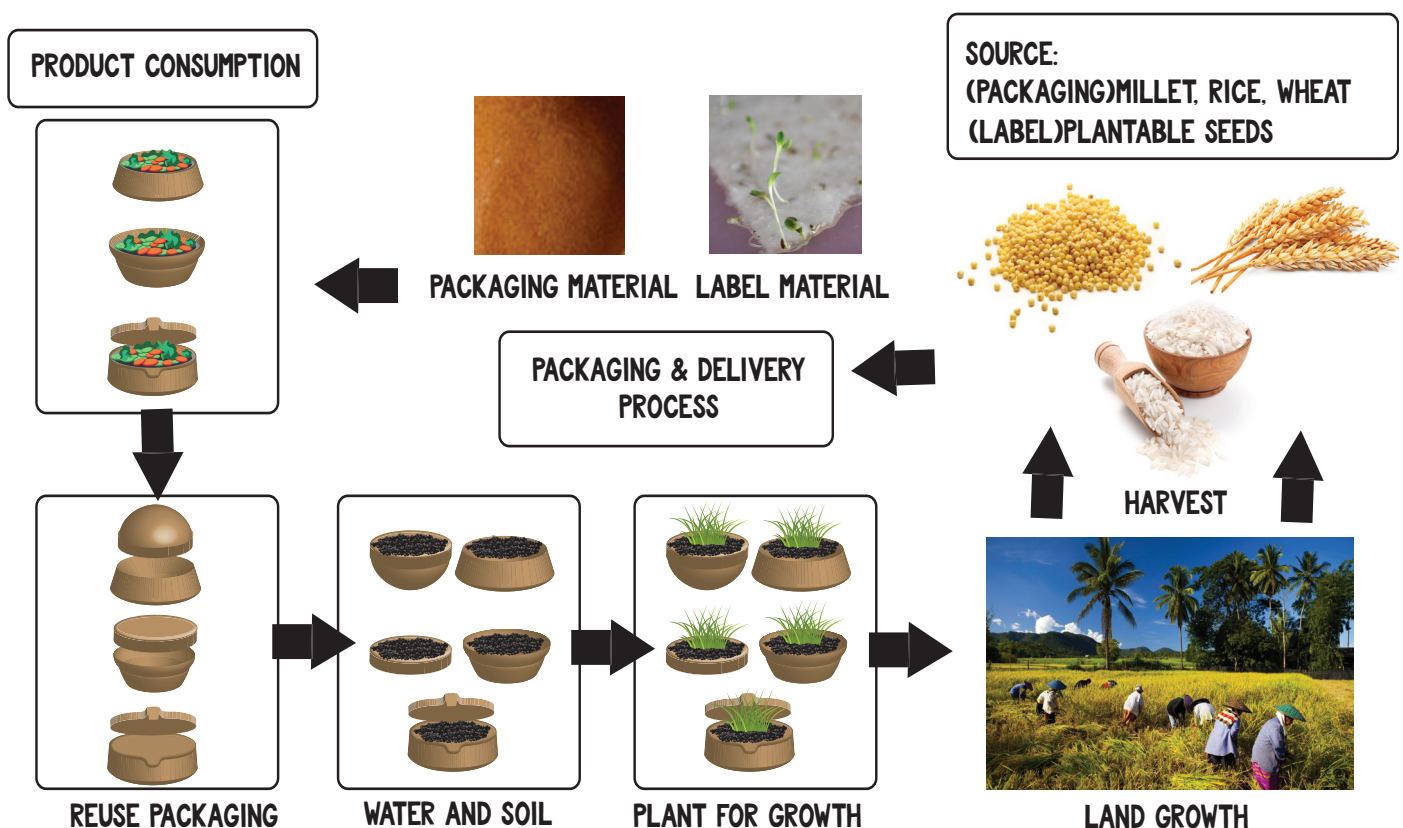 PRODUCT CONSUMPTION
SOURCE:
(PACKAGING)MILLET, RICE, WHEAT
(LABEL)PLANTABLE SEEDS
PACKAGING MATERIAL
LABEL MATERIAL
PACKAGING & DELIVERY
PROCESS
HARVEST
REUSE PACKAGING
WATER AND SOIL
PLANT FOR GROWTH
LAND GROWTH